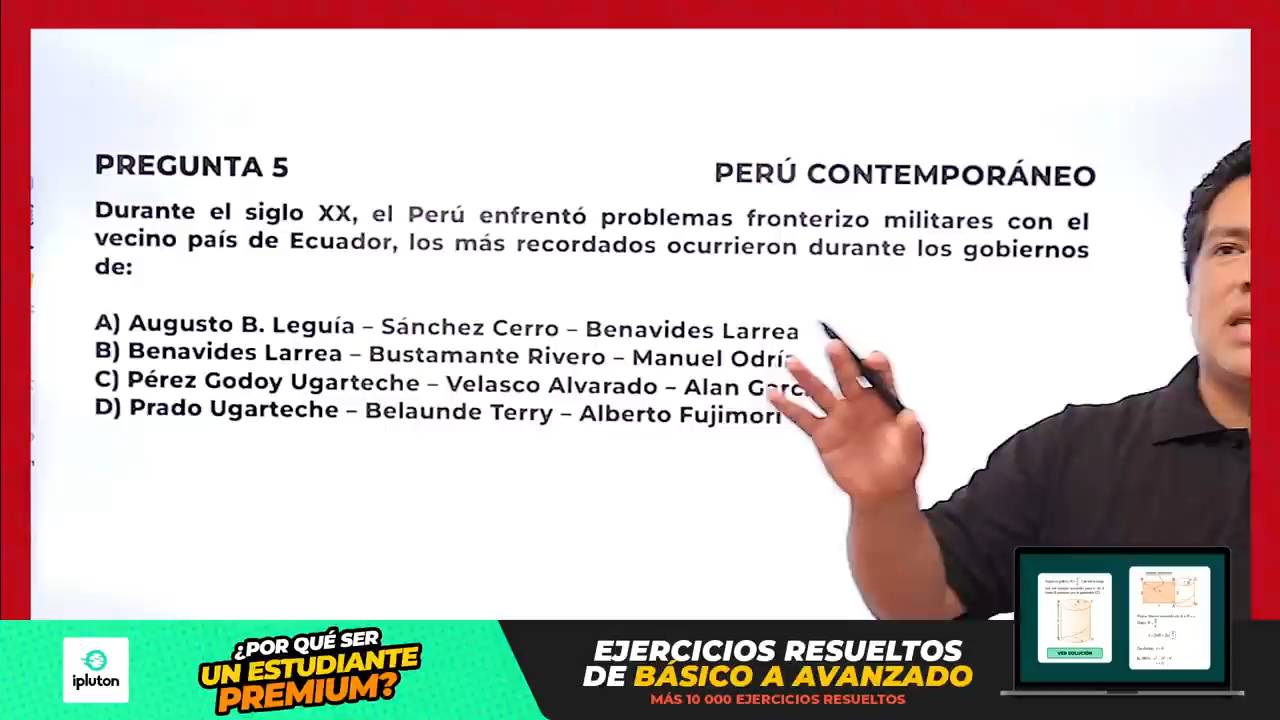 PREGUNTA 5
PERÚ CONTEMPORÁNEO
Durante el siglo XX, el Perú enfrentó problemas fronterizo militares con el
vecino país de Ecuador, los más recordados ocurrieron durante los gobiernos
de:
A) Augusto B. Leguía – Sánchez Cerro – Benavides Larrea
B) Benavides Larrea – Bustamante Rivero – Manuel Odría
C) Pérez Godoy Ugarteche – Velasco Alvarado – Alan
D) Prado Ugarteche – Belaunde Terry – Alberto Fujimori
ipluton
¿POR QUÉ SER
UN ESTUDIANTE
PREMIUM?
EJERCICIOS RESUELTOS
DE BÁSICO A AVANZADO
MÁS 10 000 EJERCICIOS RESUELTOS
VER SOLUCIÓN